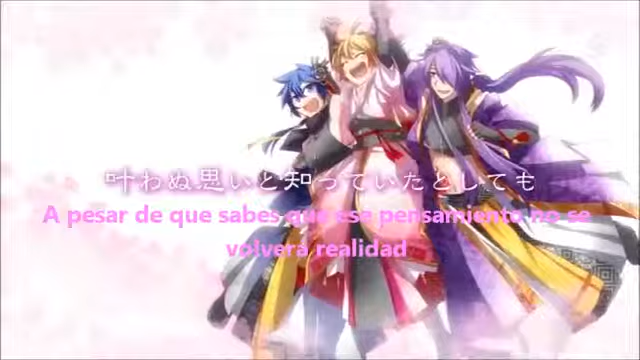 叶わぬ思いと知っていたとしても
A pesar de que sabes que esa pensamiento no se
volverá realidad